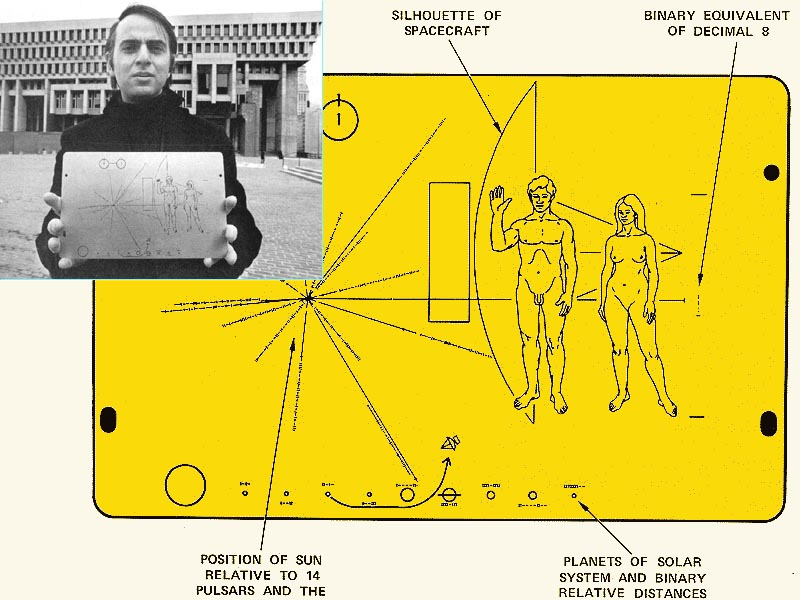 SILHOUETTE OF
SPACECRAFT
BINARY EQUIVALENT
OF DECIMAL 8
POSITION OF SUN
RELATIVE TO 14
PULSARS AND THE
PLANETS OF SOLAR
SYSTEM AND BINARY
RELATIVE DISTANCES